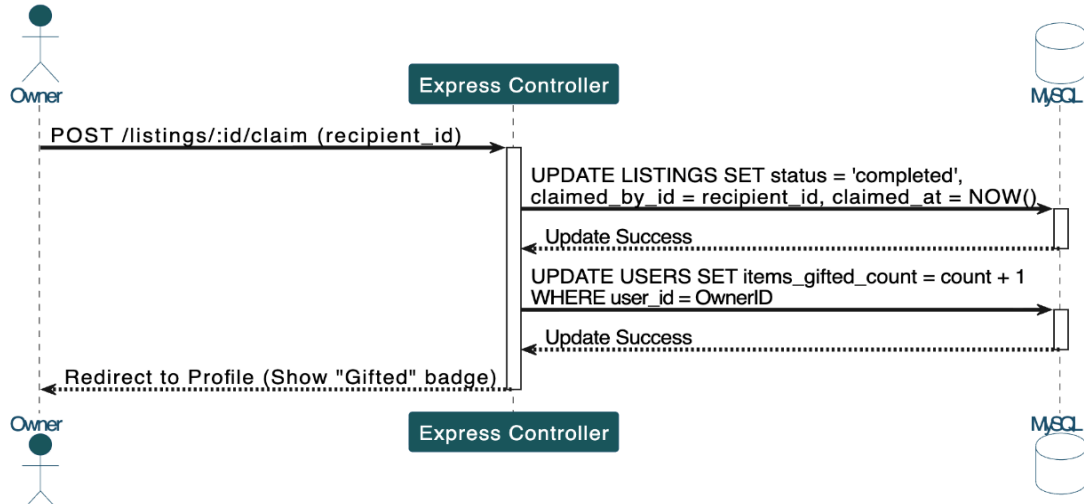 Owner
Express Controller
MySQL
POST /listings/:id/claim (recipient_id)
UPDATE LISTINGS SET status = 'completed',
claimed_by_id = recipient_id, claimed_at = NOW()
Update Success
UPDATE USERS SET items_gifted_count = count + 1
WHERE user_id = OwnerID
Update Success
Redirect to Profile (Show "Gifted" badge)
Owner
Express Controller
MySQL